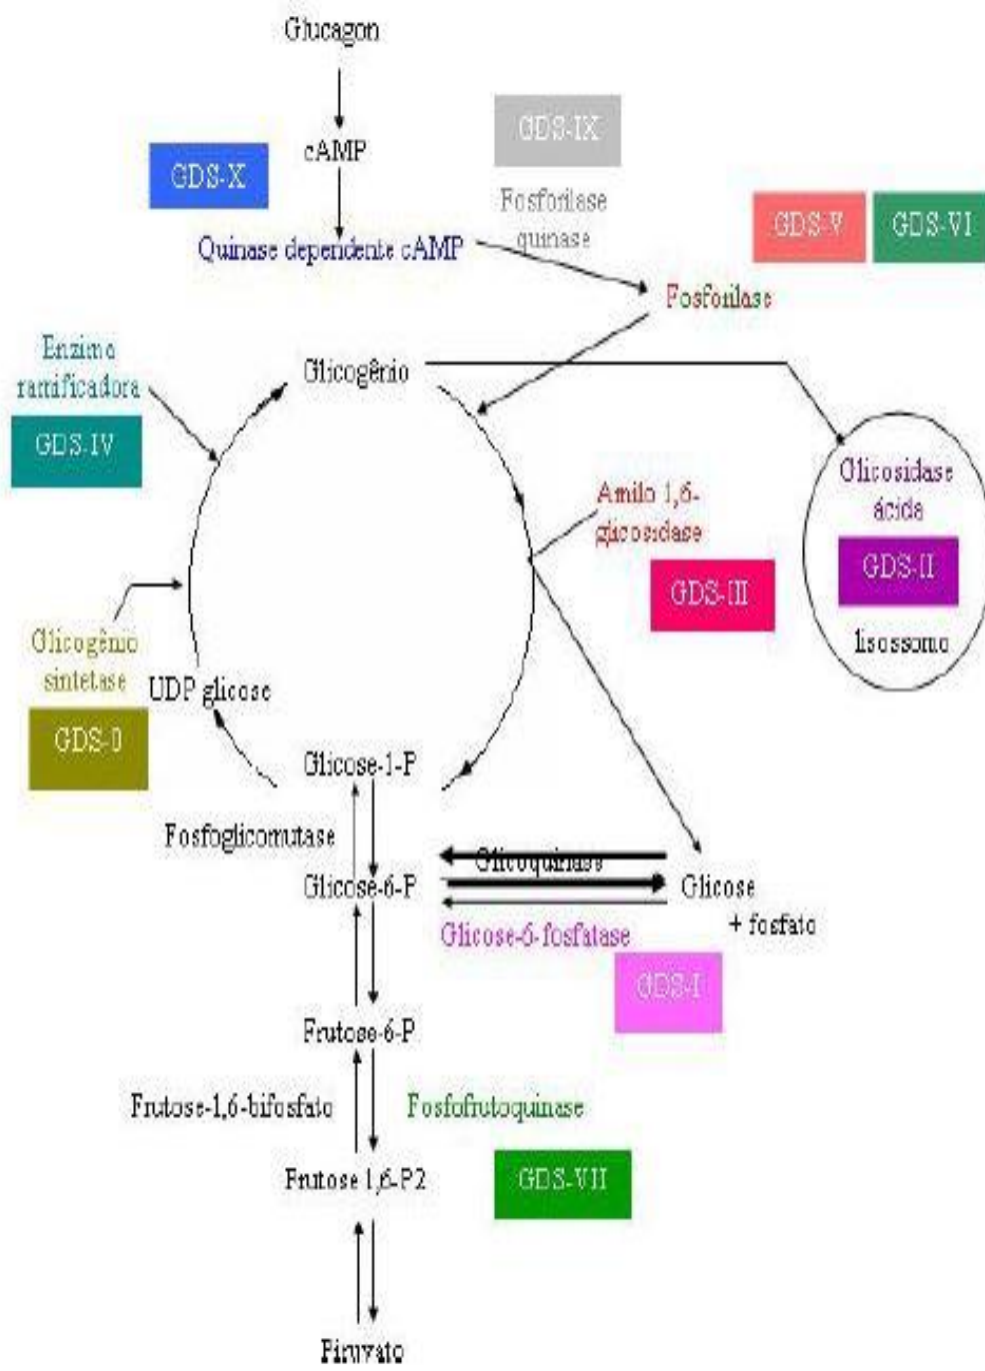 Glucagon
cAMP
GDS-X
GDS-IX
Fosforilase
quinase
Quinase dependente cAMP
GDS-V
GDS-VI
Fosforilase
Enzima
ramificadora
GDS-IV
Glicogênio
Glicosidase
ácida
GDS-II
lisossomo
Amilo 1,6-
glicosidase
GDS-III
Glicogênio
sintetase
GDS-0
UDP glicose
Glicose-1-P
Fosfoglicomutase
Glicoquinase
Glicose-6-P
Glicose
+ fosfato
Glicose-6-fosfatase
GDS-I
Frutose-6-P
Frutose-1,6-bifosfato
Fosfofrutoquinase
Frutose 1,6-P2
GDS-VII
Piruvato